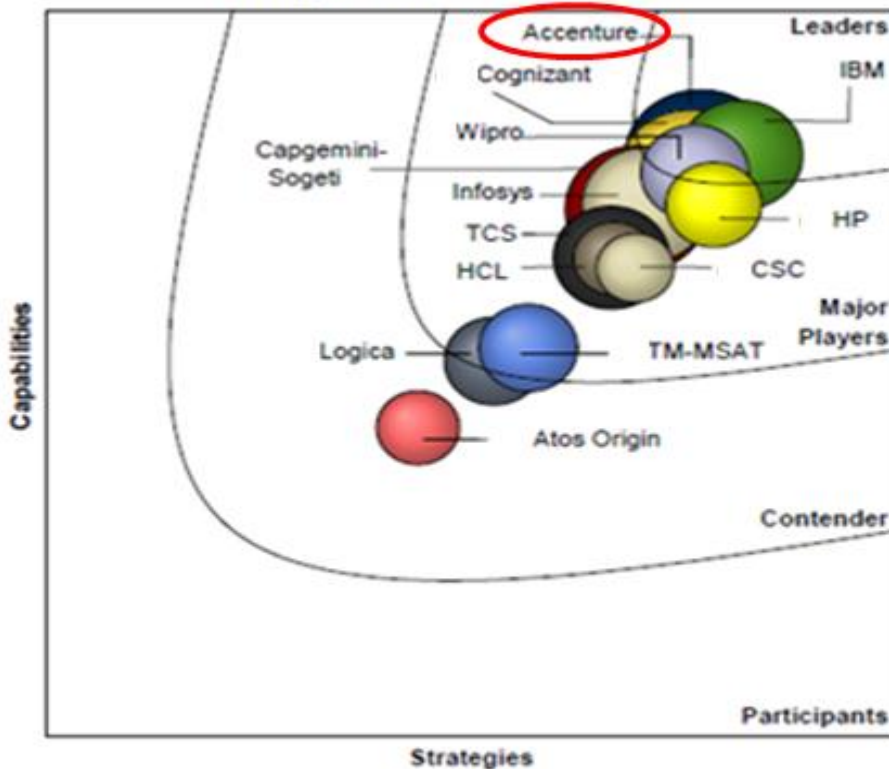 Accenture
Leaders
Cognizant
IBM
Wipro
Capgemini-
Sogeti
Infosys
TCS
HP
HCL
CSC
Major
Players
Logica
TM-MSAT
Capabilities
Atos Origin
Contender
Participants
Strategies